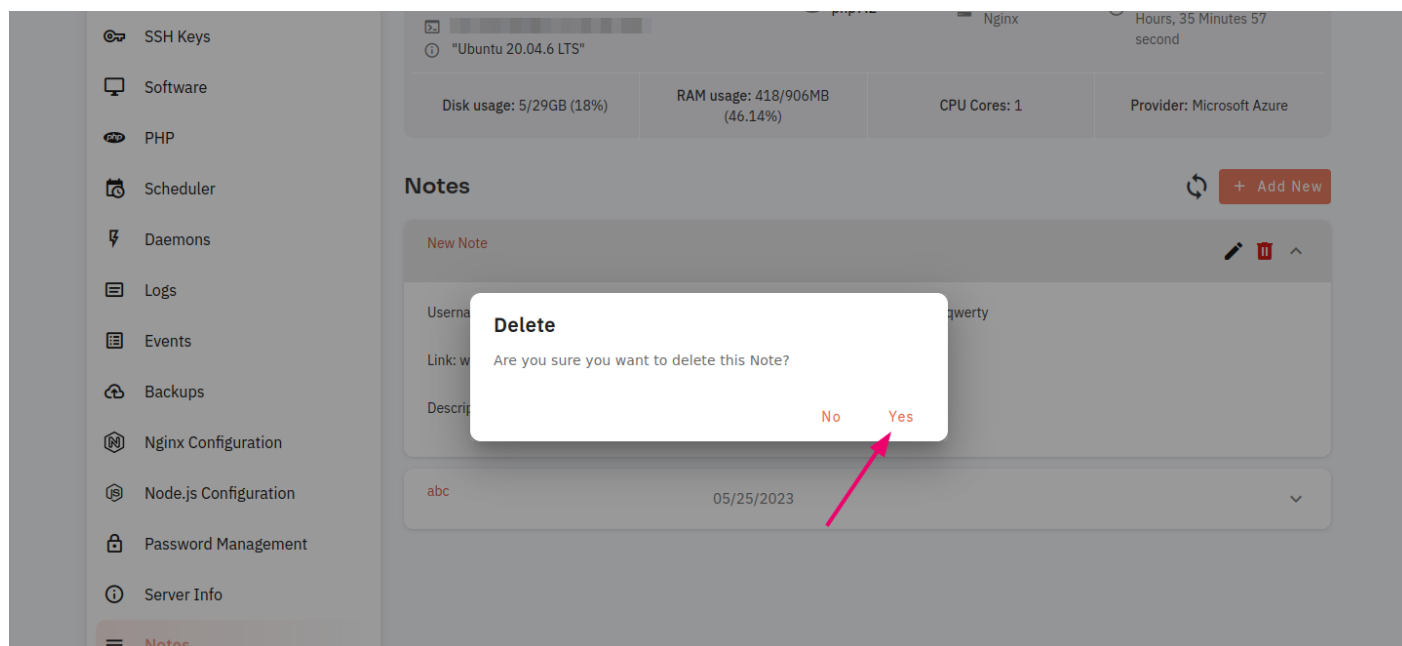 SSH Keys
Software
PHP
Scheduler
Daemons
Logs
Events
Backups
Nginx Configuration
Node.js Configuration
Password Management
Server Info
Notes
"Ubuntu 20.04.6 LTS"
Nginx
Hours, 35 Minutes 57
second
Disk usage: 5/29GB (18%)
RAM usage: 418/906MB
(46.14%)
CPU Cores: 1
Provider: Microsoft Azure
Notes
+ Add New
New Note
qwerty
Link:
Delete
Are you sure you want to delete this Note?
No
Yes
abc
05/25/2023